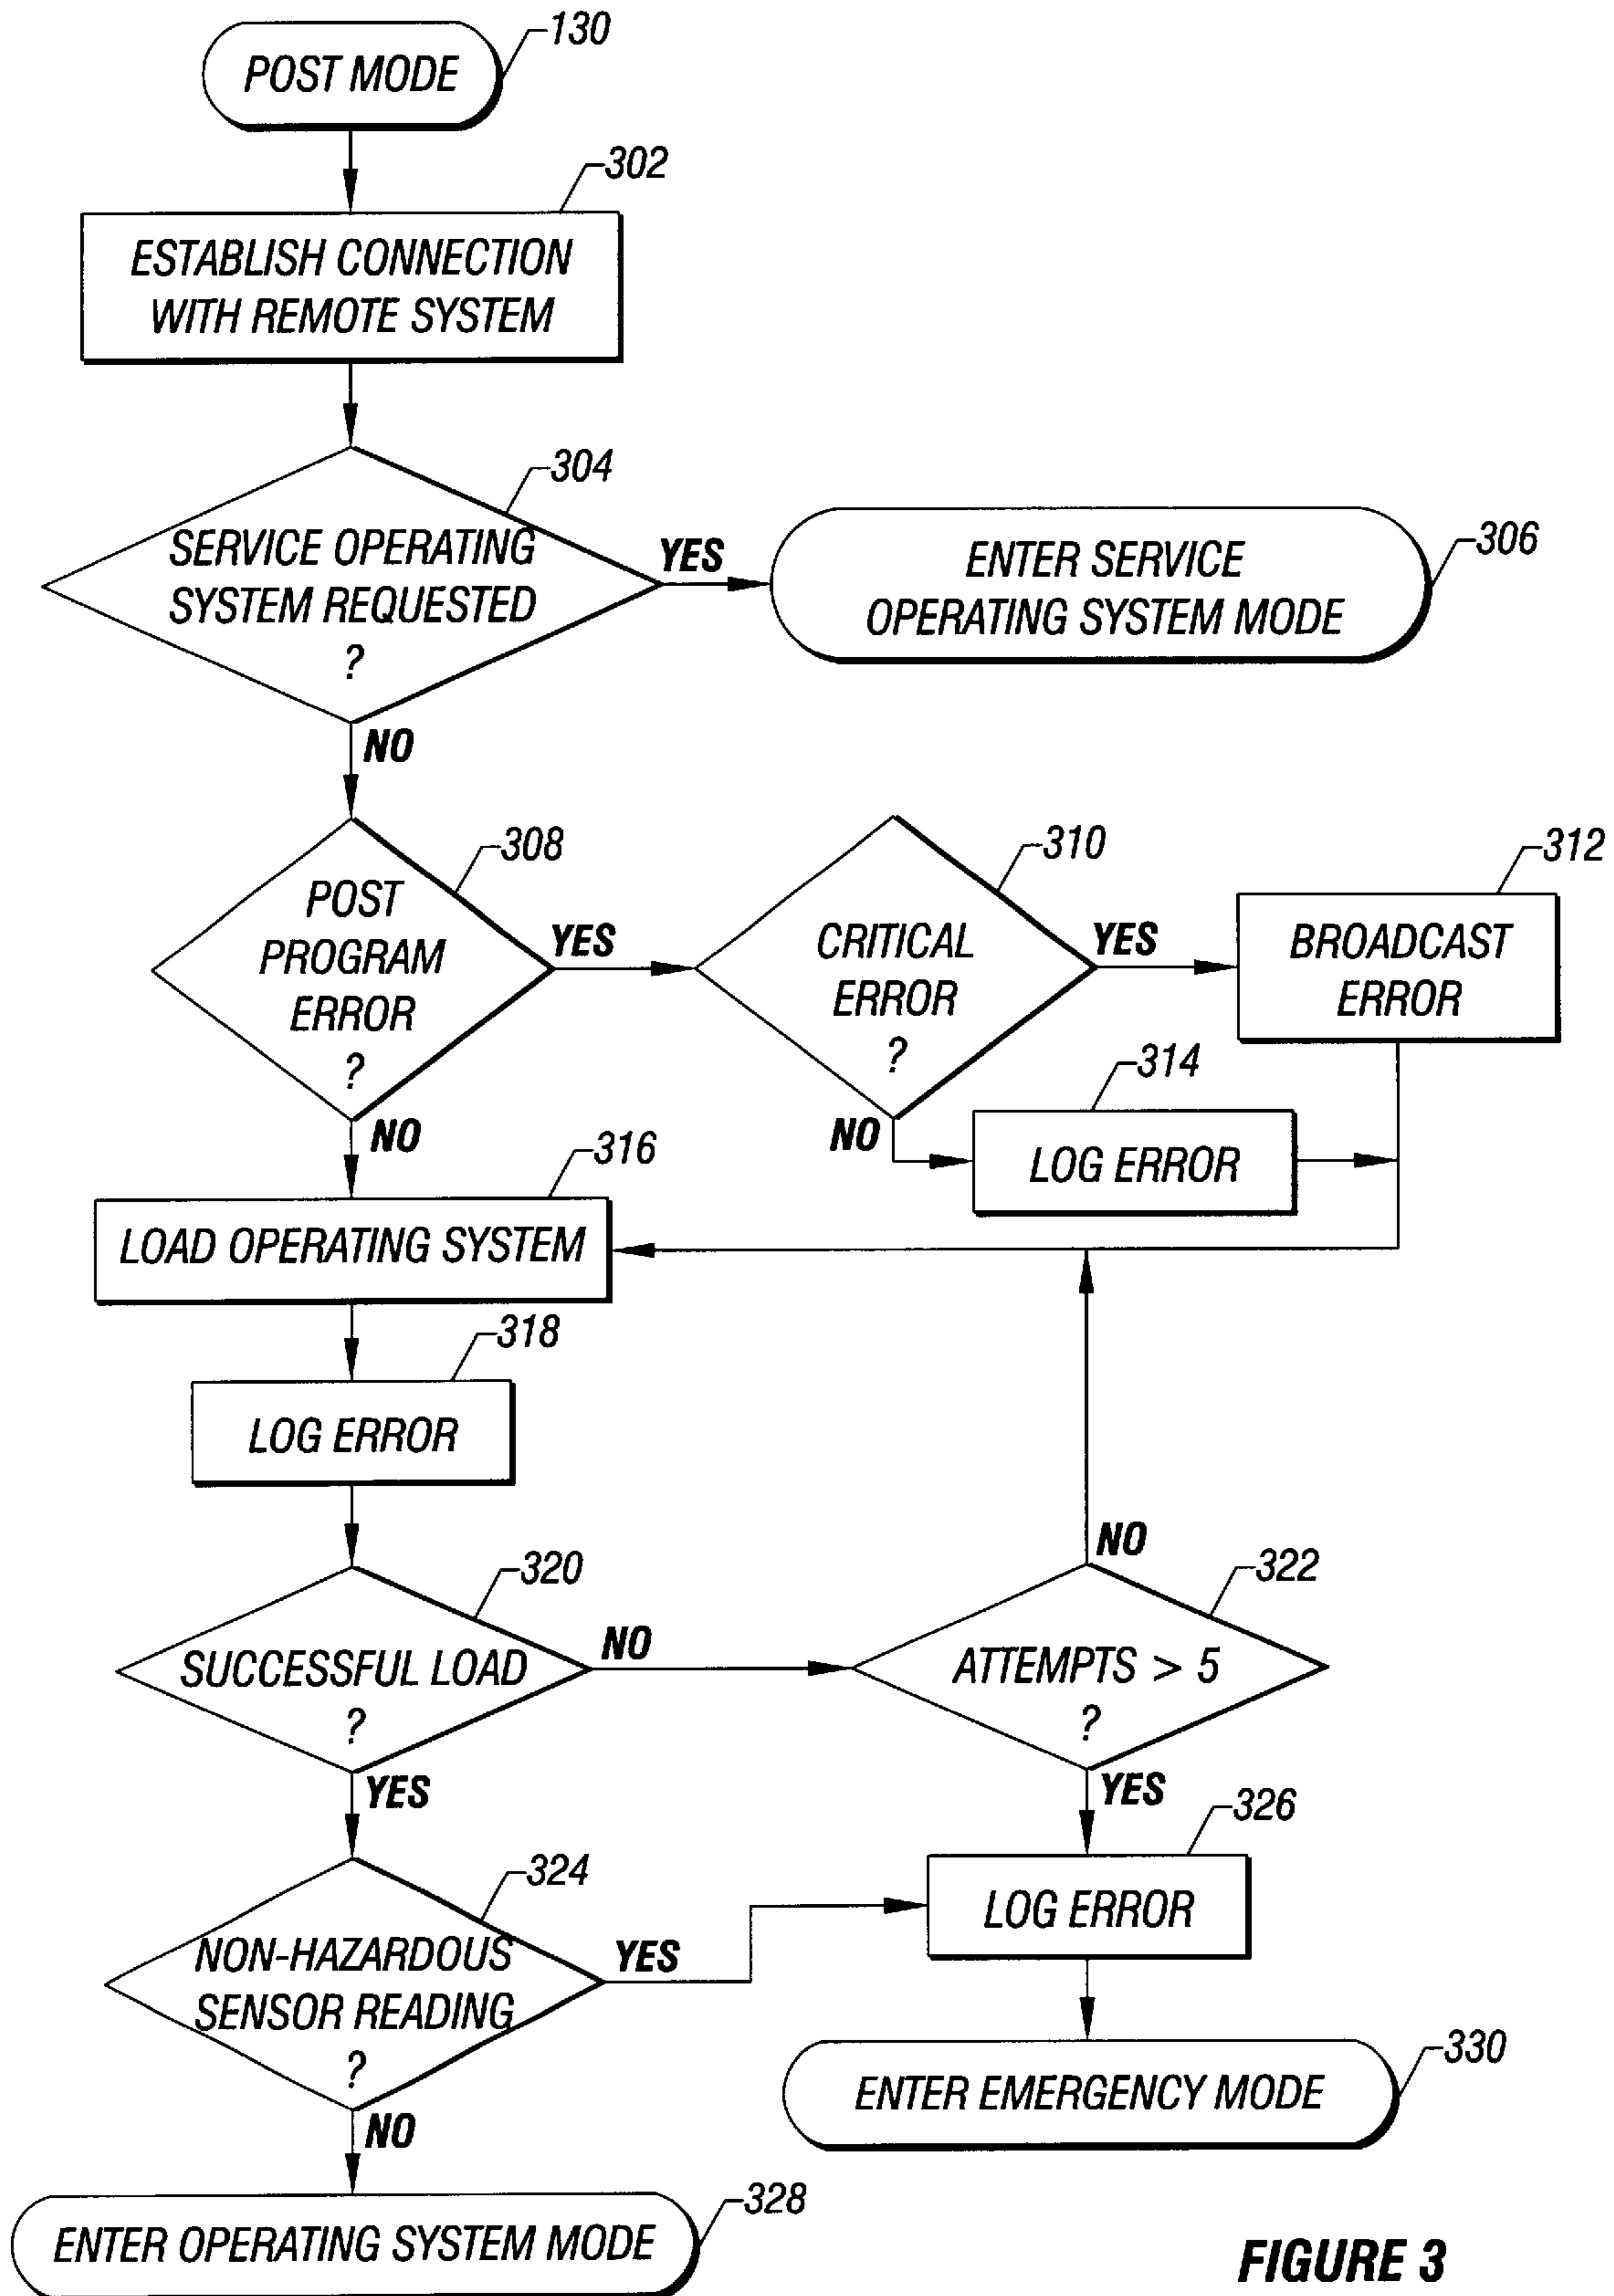 POST MODE
130
302
ESTABLISH CONNECTION
WITH REMOTE SYSTEM
304
SERVICE OPERATING
SYSTEM REQUESTED
?
YES
ENTER SERVICE
OPERATING SYSTEM MODE
306
NO
308
POST
PROGRAM
ERROR
?
YES
310
CRITICAL
ERROR
?
YES
312
BROADCAST
ERROR
NO
314
LOG ERROR
NO
316
LOAD OPERATING SYSTEM
318
LOG ERROR
320
SUCCESSFUL LOAD
?
NO
NO
322
ATTEMPTS > 5
?
YES
YES
324
NON-HAZARDOUS
SENSOR READING
?
YES
326
LOG ERROR
NO
330
ENTER EMERGENCY MODE
328
ENTER OPERATING SYSTEM MODE
FIGURE 3